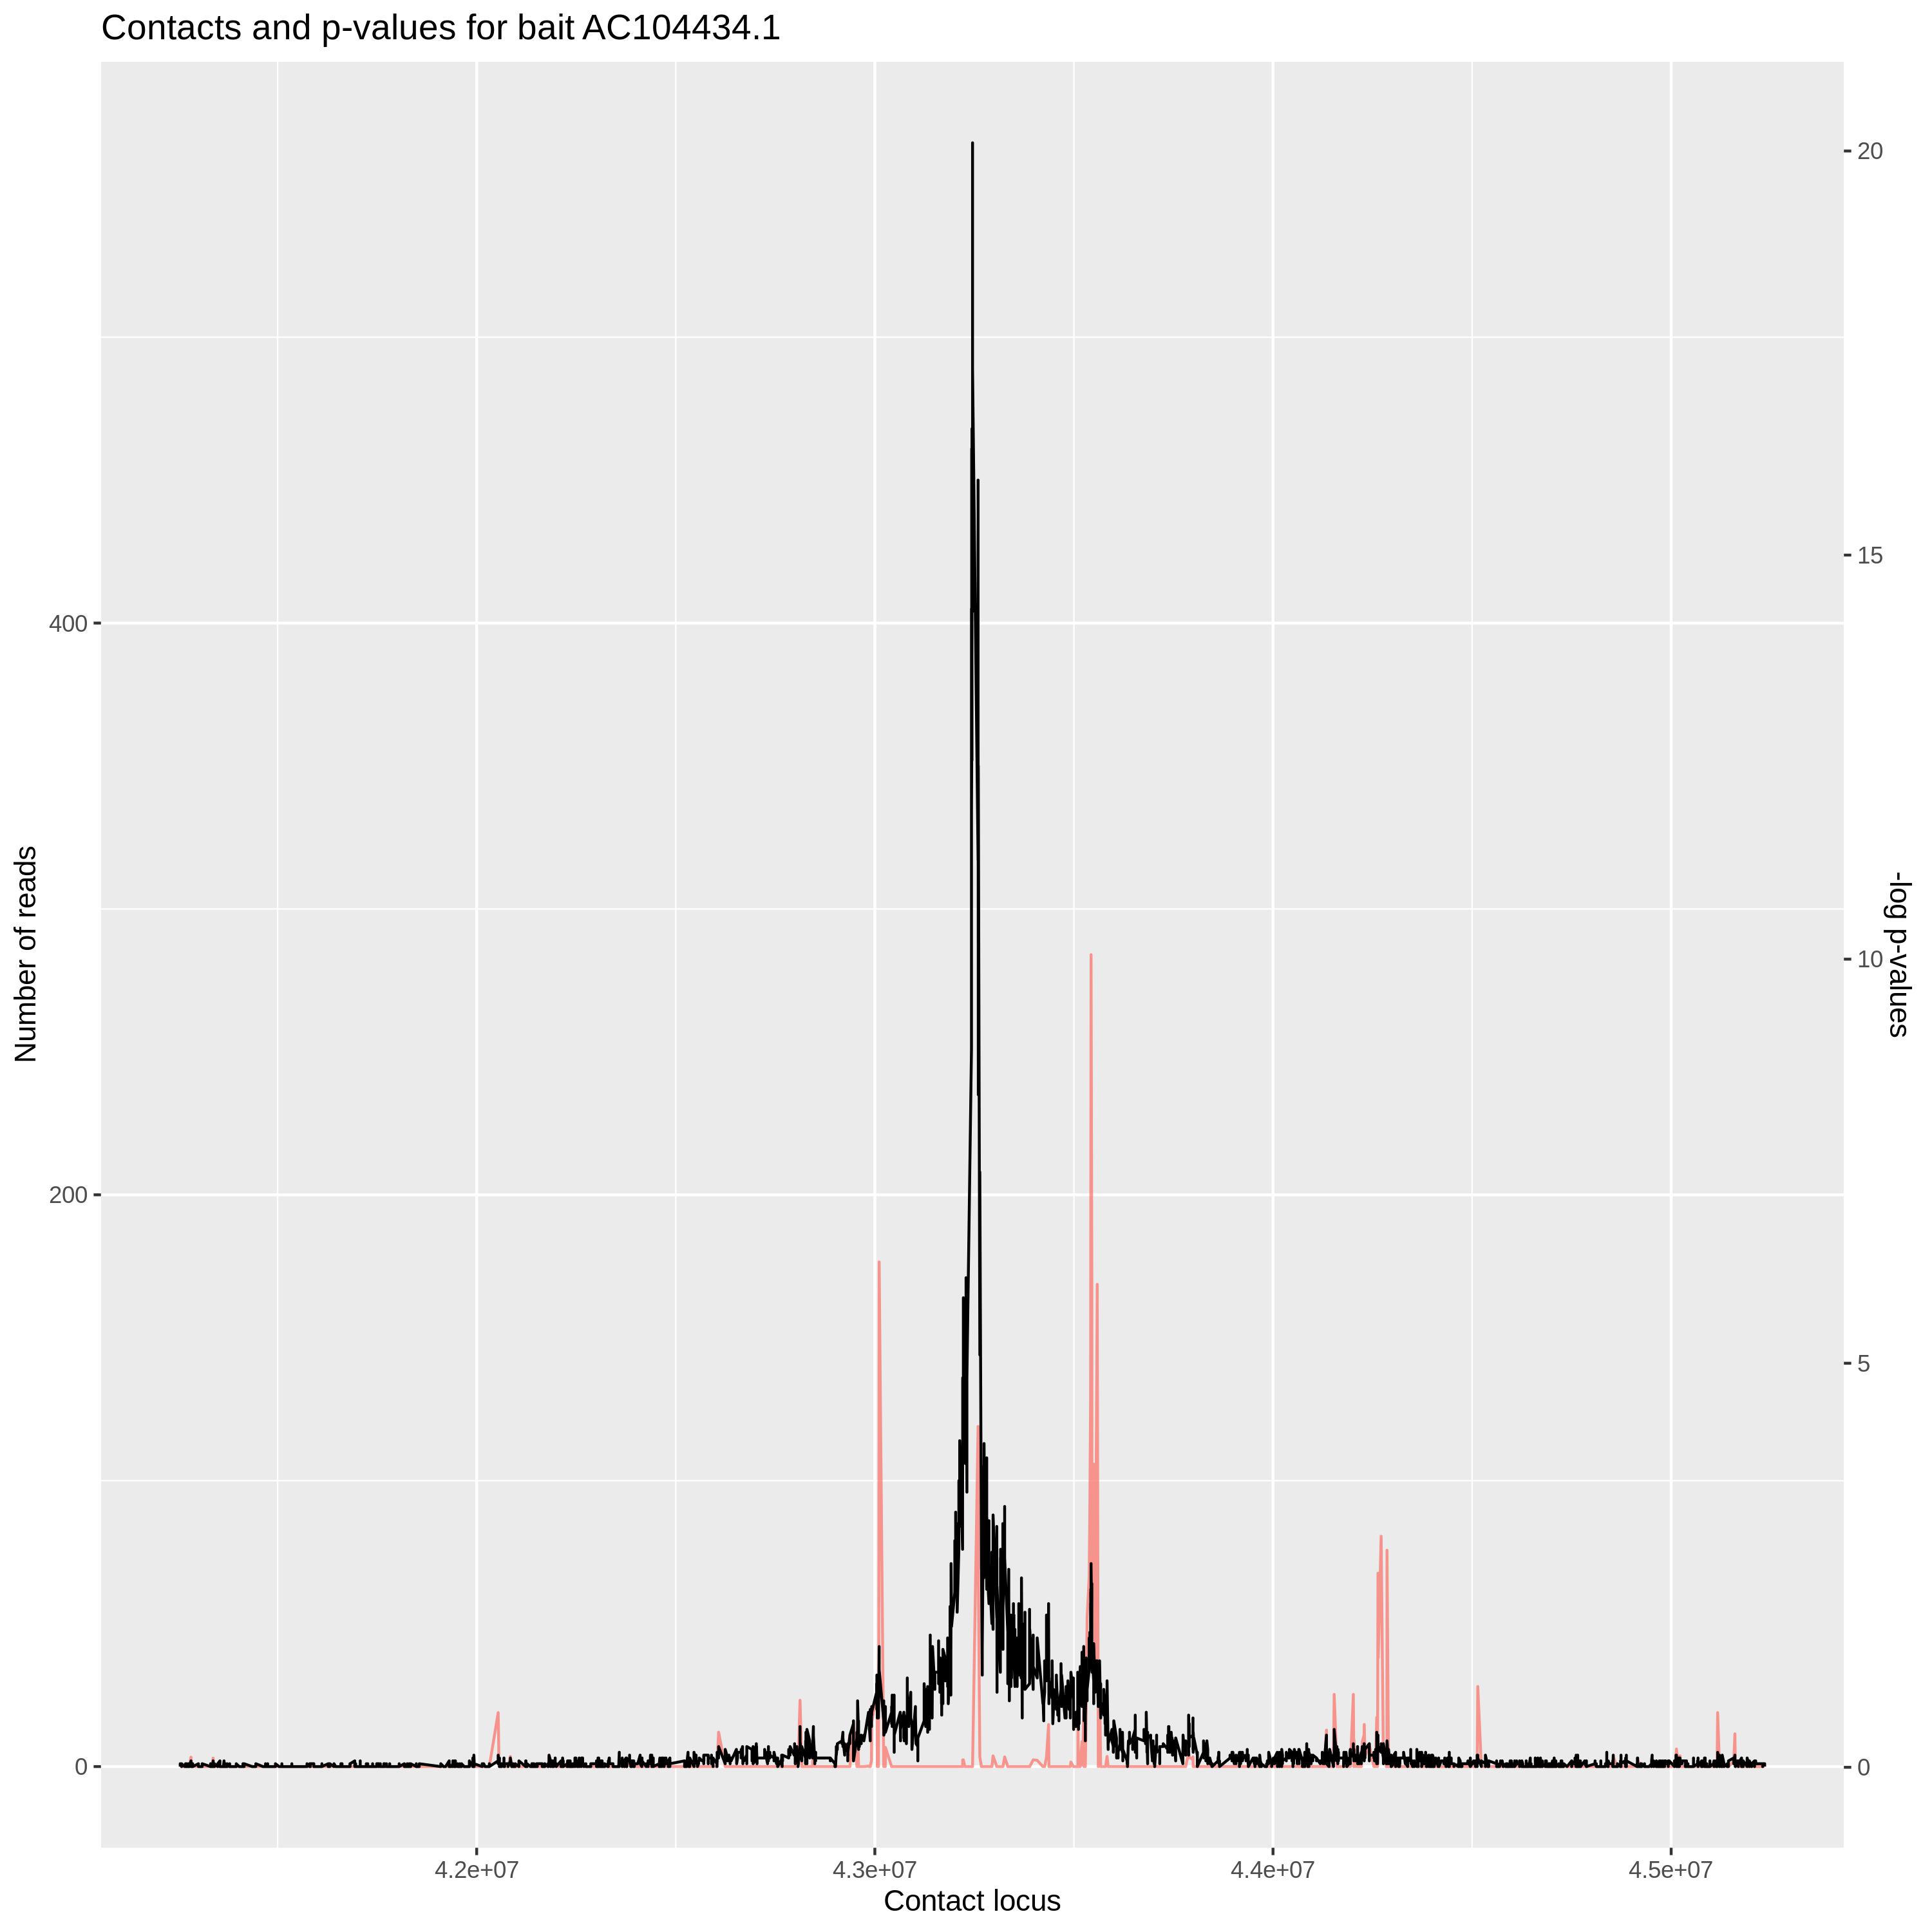 Contacts and p-values for bait AC104434.1
20
15
400
10
Number of reads
-log p-values
200
5
0
0
4.2e+07
4.3e+07
4.4e+07
4.5e+07
Contact locus